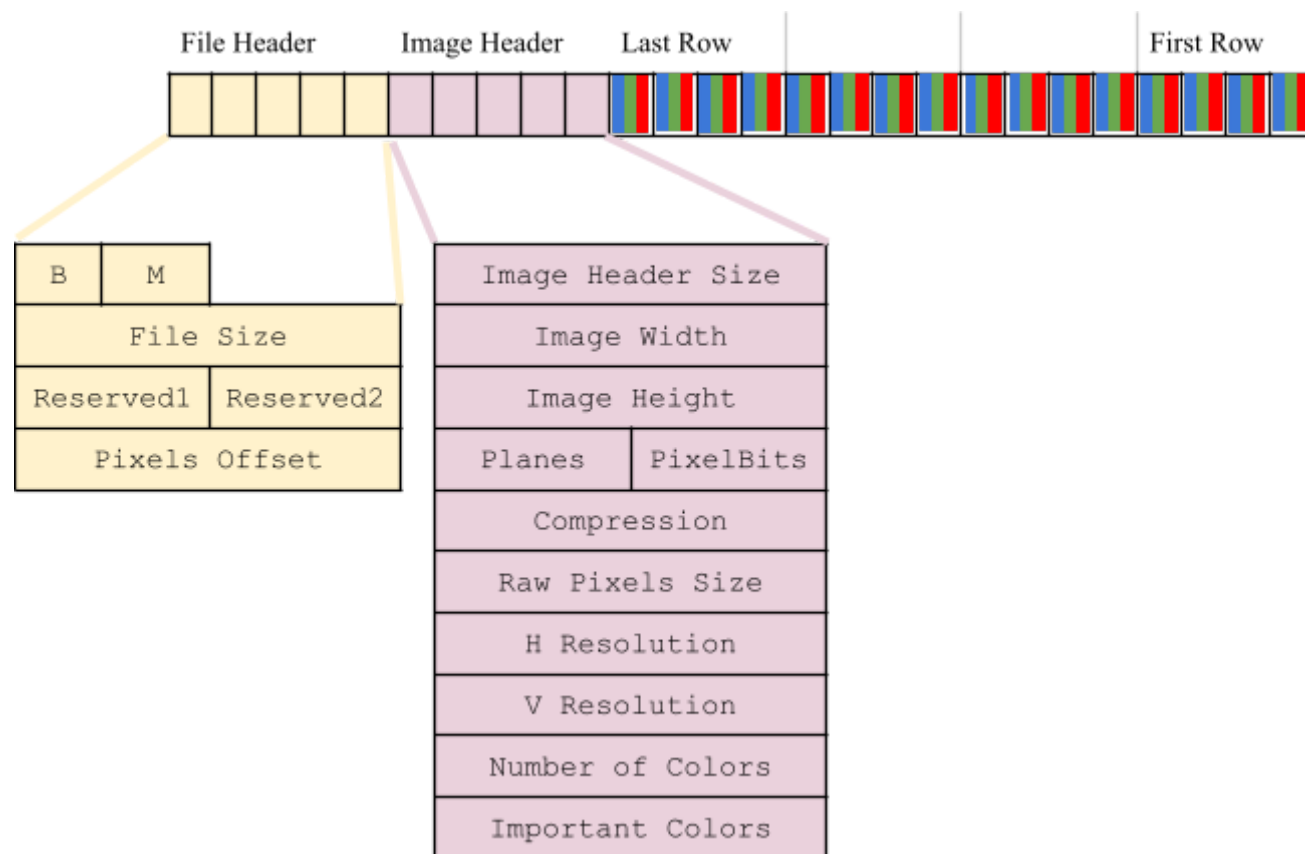 File Header Image Header Last Row First Row
B M
File Size
Reserved1 Reserved2
Pixels Offset
Image Header Size
Image Width
Image Height
Planes PixelBits
Compression
Raw Pixels Size
H Resolution
V Resolution
Number of Colors
Important Colors